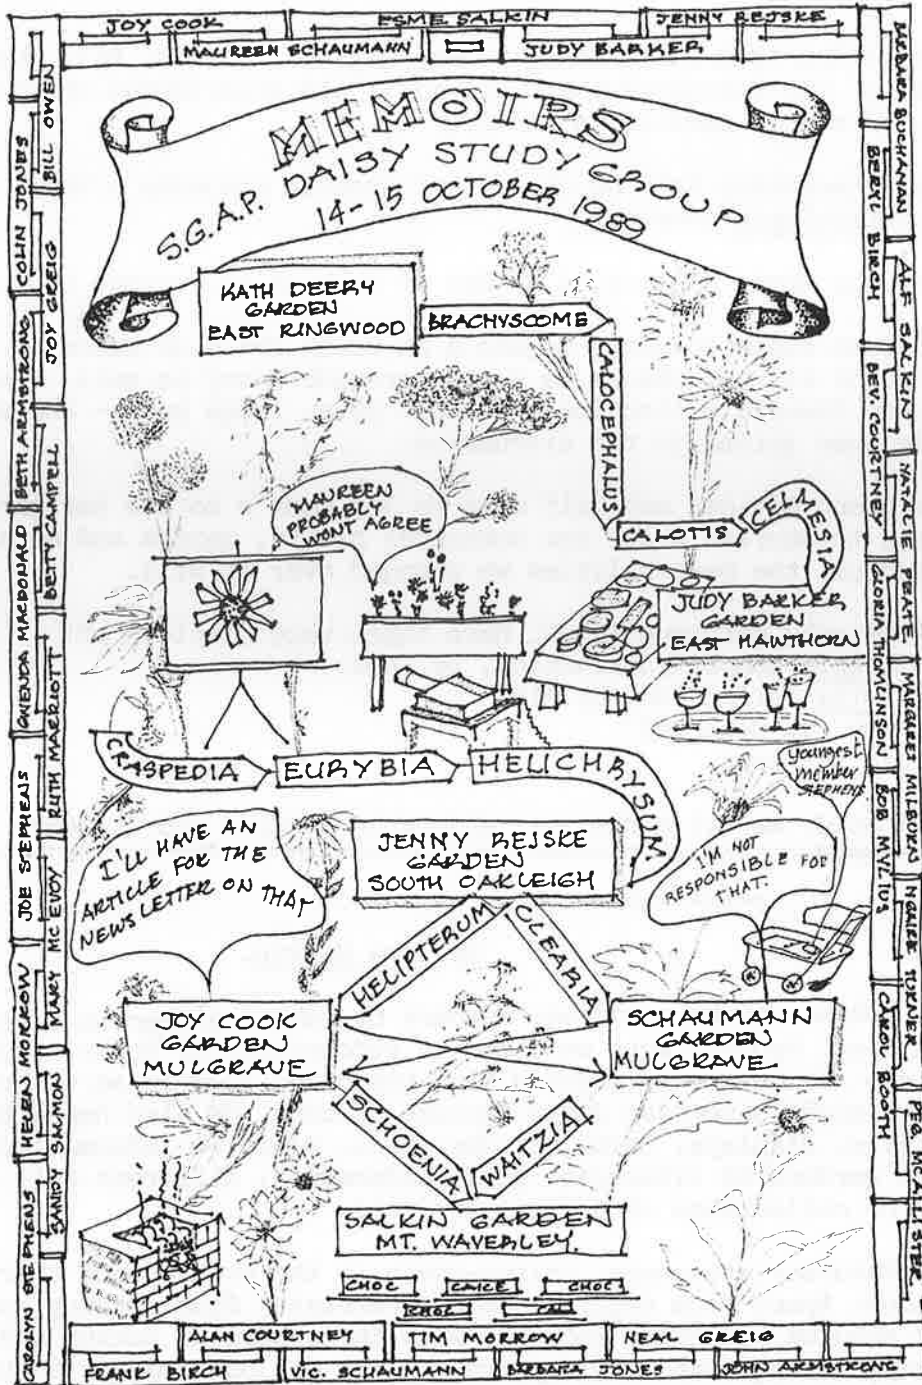 JOY COOK
ESME SALKIN
JENNY REJSKE
MAUREEN SCHAUMANN
JUDY BARKER
MEMOIRS
S.G.A.P. DAISY STUDY GROUP
14-15 OCTOBER 1989
KATH DEERY
GARDEN
EAST RINGWOOD
BRACHYSCOME
CALOCEPHALUS
CALOTIS
CELMESIA
JUDY BARKER
GARDEN
EAST HAWTHORN
MAUREEN
PROBABLY
WONT AGREE
CRASPEDIA
EURYBIA
HELICHRYSUM
JENNY REJSKE
GARDEN
SOUTH OAKLEIGH
I'LL HAVE AN
ARTICLE FOR THE
NEWSLETTER ON THAT
youngest
member
STEPHENS
I'M NOT
RESPONSIBLE FOR
THAT.
HELIPTERUM
OLEARIA
JOY COOK
GARDEN
MULGRAVE
SCHAUMANN
GARDEN
MULGRAVE
SCHOENIA
WAITZIA
SALKIN GARDEN
MT. WAVERLEY.
CHOC CAKE CHOC
CHOC CAKE
ALAN COURTNEY
TIM MORROW
NEAL GREIG
FRANK BIRCH
VIC. SCHAUMANN
BARBARA JONES
JOHN ARMSTRONG
CAROLYN STEPHENS
HELEN MORROW
JOE STEPHENS
GWENDA MACDONALD
BETH ARMSTRONG
COLIN JONES
SANDY SAMMON
MARY MCEVOY
RUTH MARRIOTT
BETTY CAMPBELL
JOY GREIG
BILL OWEN
BARBARA BUCHANAN
ALF SALKIN
NATALIE PEATE
MARGARET MILBORN
NGAIREE TURNER
PEG MCALLISTER
BERYL BIRCH
BEV. COURTNEY
GLORIA THOMLINSON
BOB MYLIUS
CAROL BOOTH